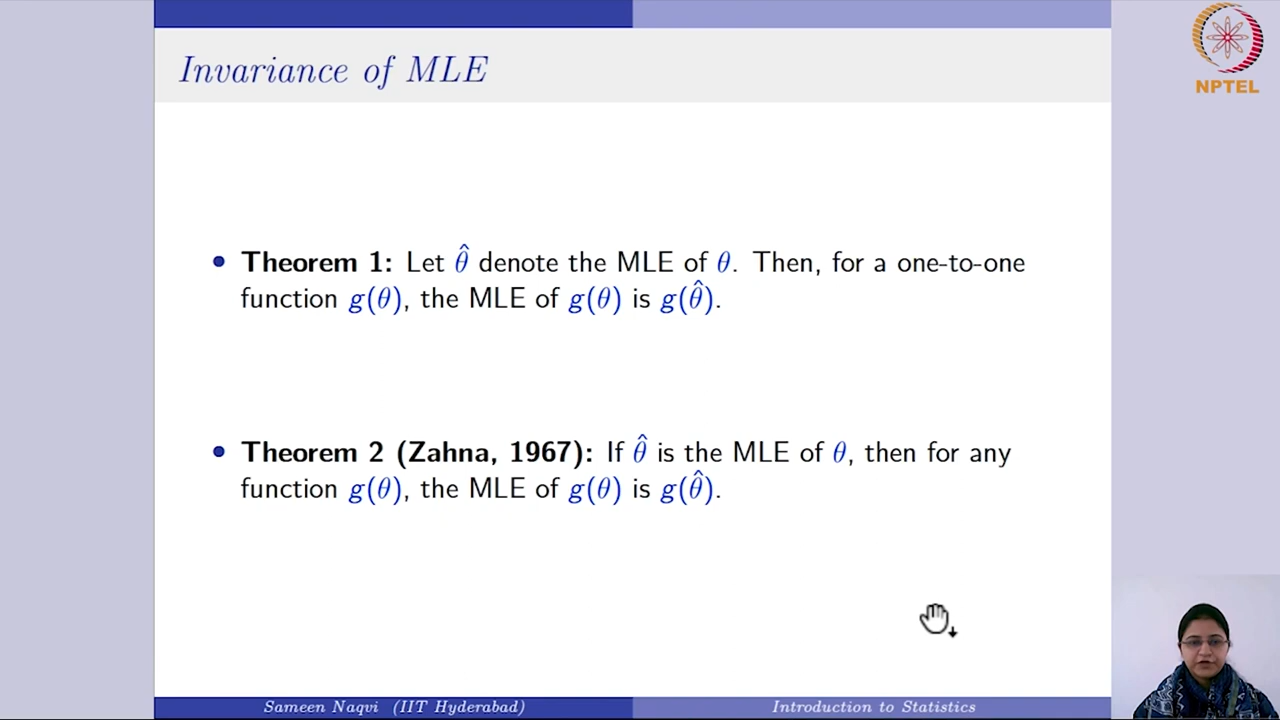 Invariance of MLE
NPTEL
• Theorem 1: Let θ̂ denote the MLE of θ. Then, for a one-to-one
function g(θ), the MLE of g(θ) is g(θ̂).
• Theorem 2 (Zahna, 1967): If θ̂ is the MLE of θ, then for any
function g(θ), the MLE of g(θ) is g(θ̂).
Sameen Naqvi (IIT Hyderabad)
Introduction to Statistics